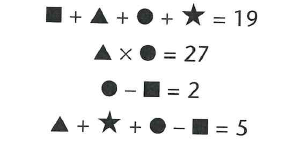 ■ + ▲ + ● + ★ = 19
▲ × ● = 27
● – ■ = 2
▲ + ★ + ● – ■ = 5